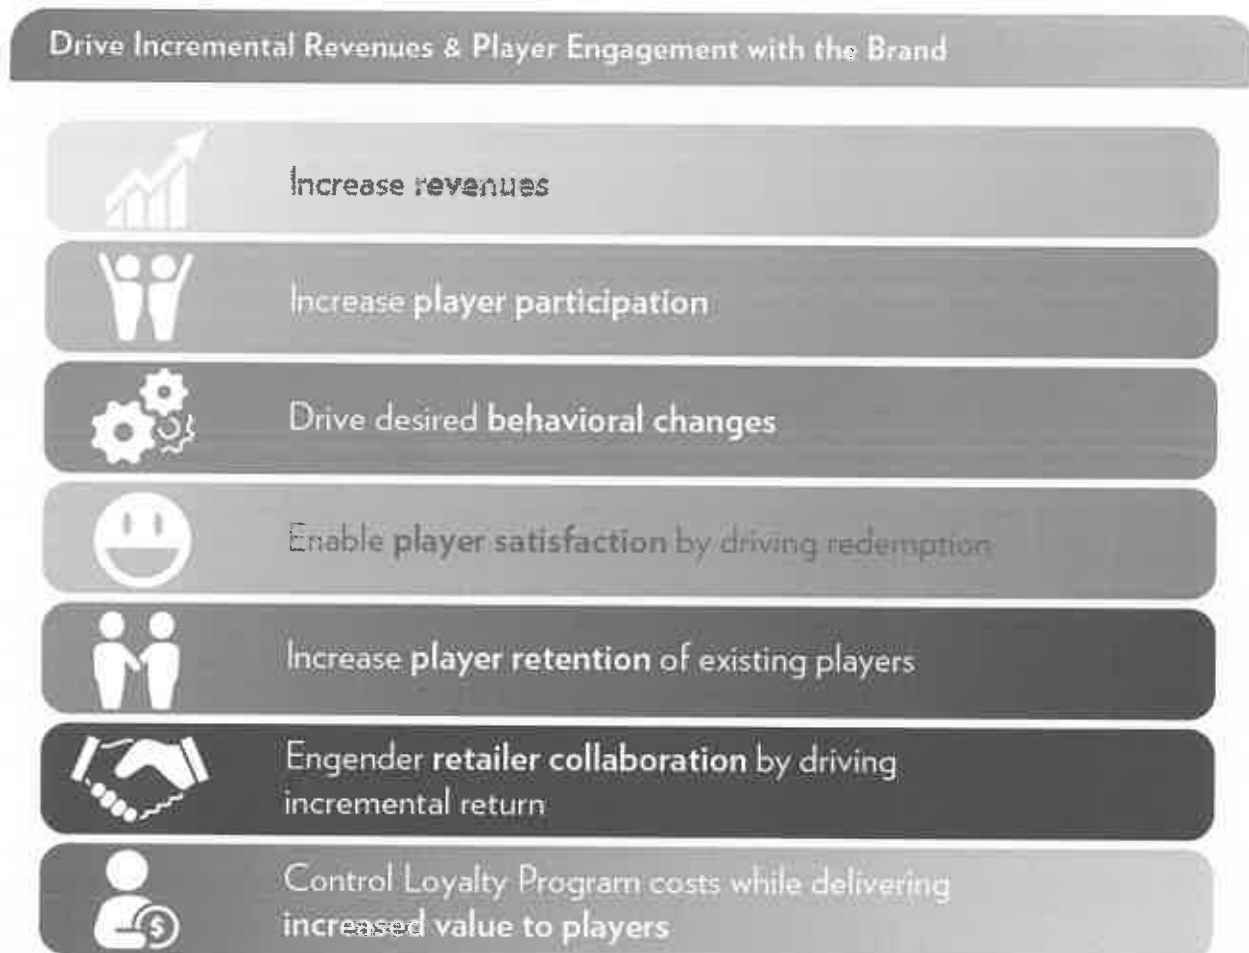 Drive Incremental Revenues & Player Engagement with the Brand
Increase revenues
Increase player participation
Drive desired behavioral changes
Enable player satisfaction by driving redemption
Increase player retention of existing players
Engender retailer collaboration by driving
incremental return
$
Control Loyalty Program costs while delivering
increased value to players